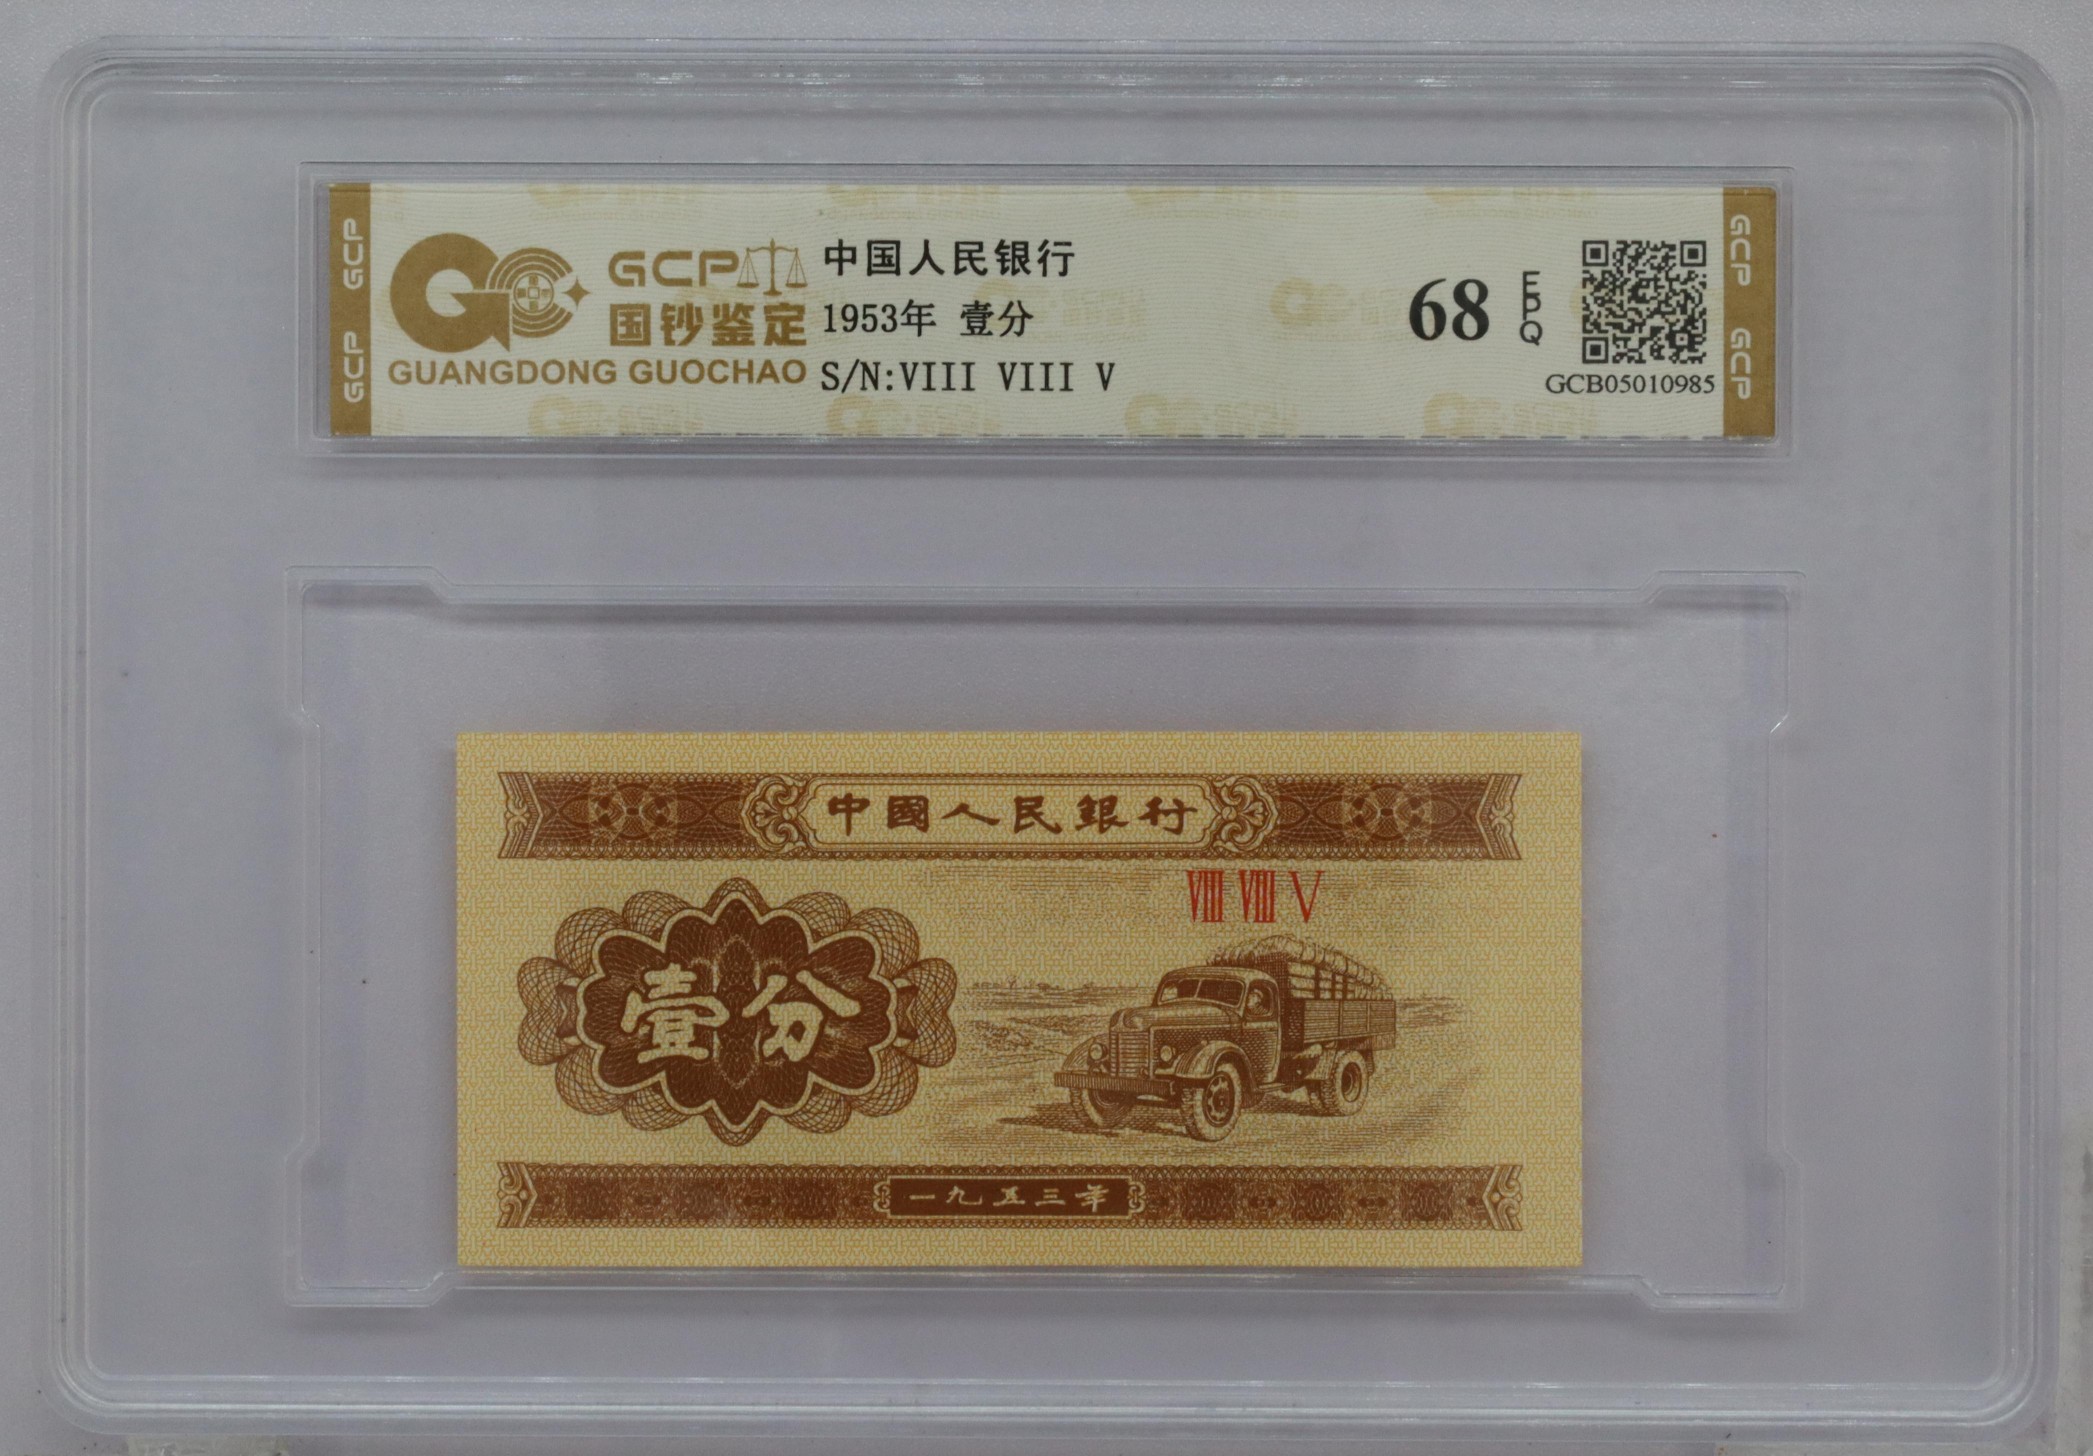 GCP GCP
GCP
国钞鉴定
GUANGDONG GUOCHAO
中国人民银行
1953年 壹分
S/N:VIII VIII V
68 EPQ
GCB05010985
GCP GCP
中國人民銀行
VIII VIII V
壹分
一九五三年